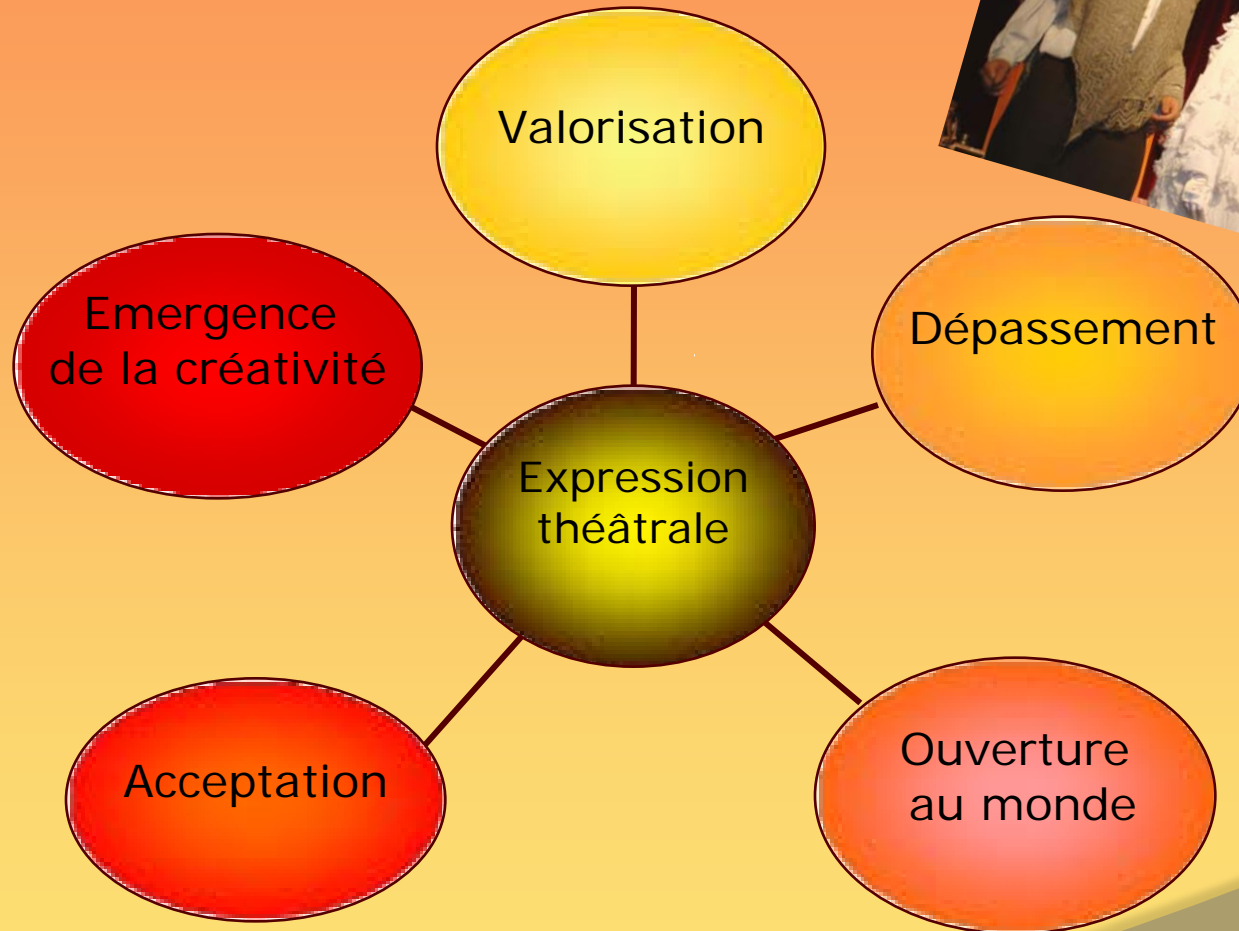 Valorisation
Emergence
de la créativité
Dépassement
Expression
théâtrale
Acceptation
Ouverture
au monde